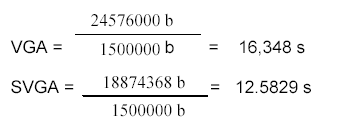 24576000 b
VGA = 1500000 b = 16,348 s
18874368 b
SVGA = = 12.5829 s
1500000 b